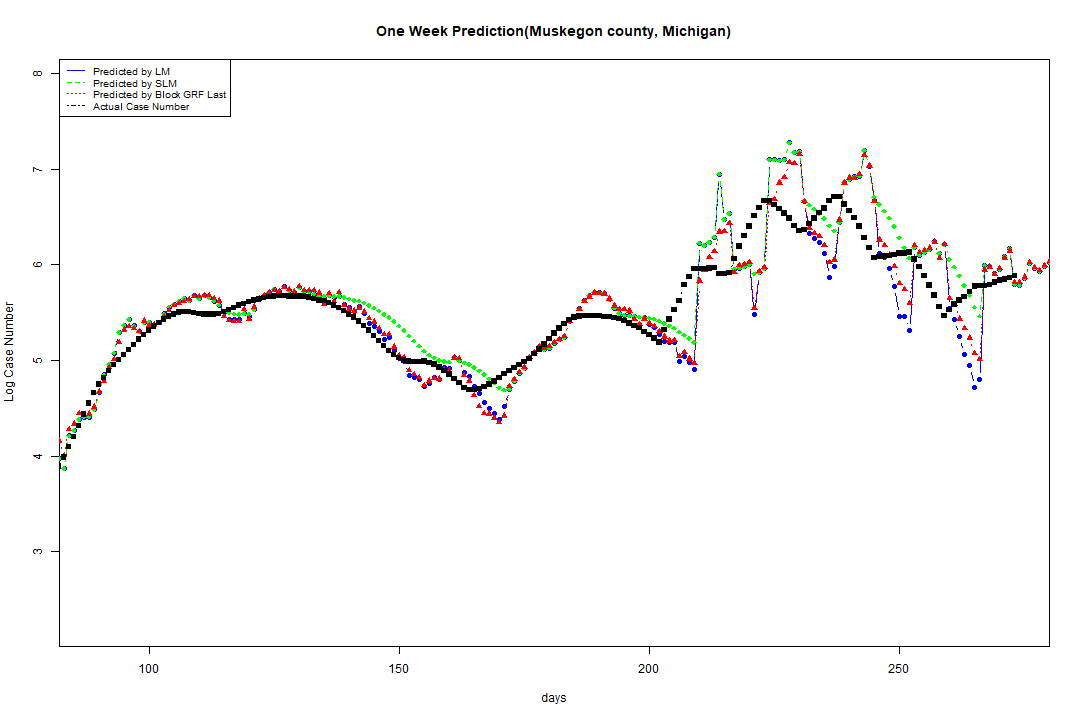 One Week Prediction(Muskegon county, Michigan)
Predicted by LM
Predicted by SLM
Predicted by Block GRF Last
Actual Case Number
8
7
6
5
4
3
Log Case Number
100 150 200 250
days